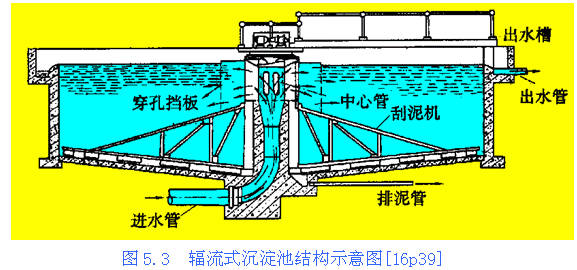 出水槽
穿孔挡板
中心管
刮泥机
出水管
进水管
排泥管
图5.3 辐流式沉淀池结构示意图[16p39]